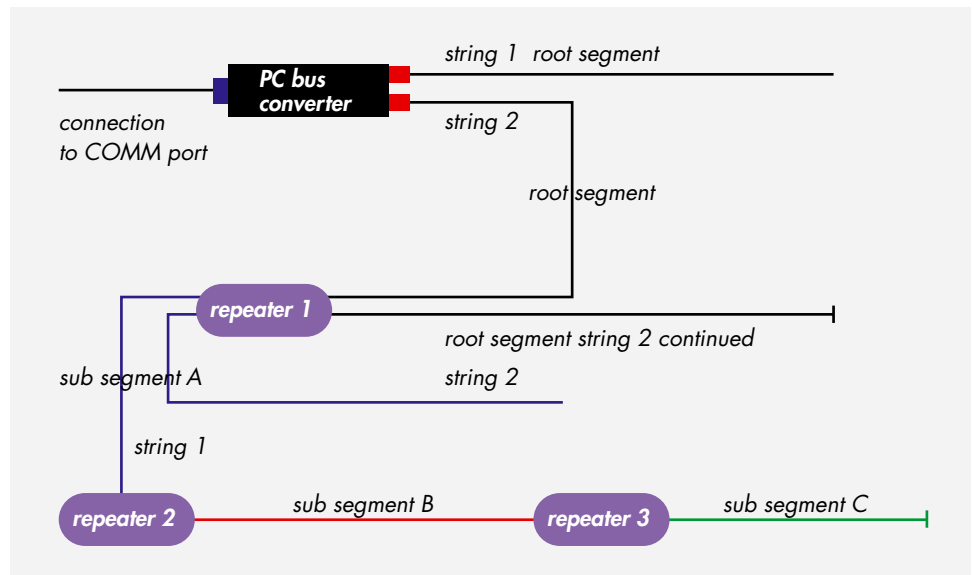 string 1 root segment
PC bus
converter
string 2
connection
to COMM port
root segment
repeater 1
root segment string 2 continued
sub segment A
string 2
string 1
sub segment B
sub segment C
repeater 2
repeater 3